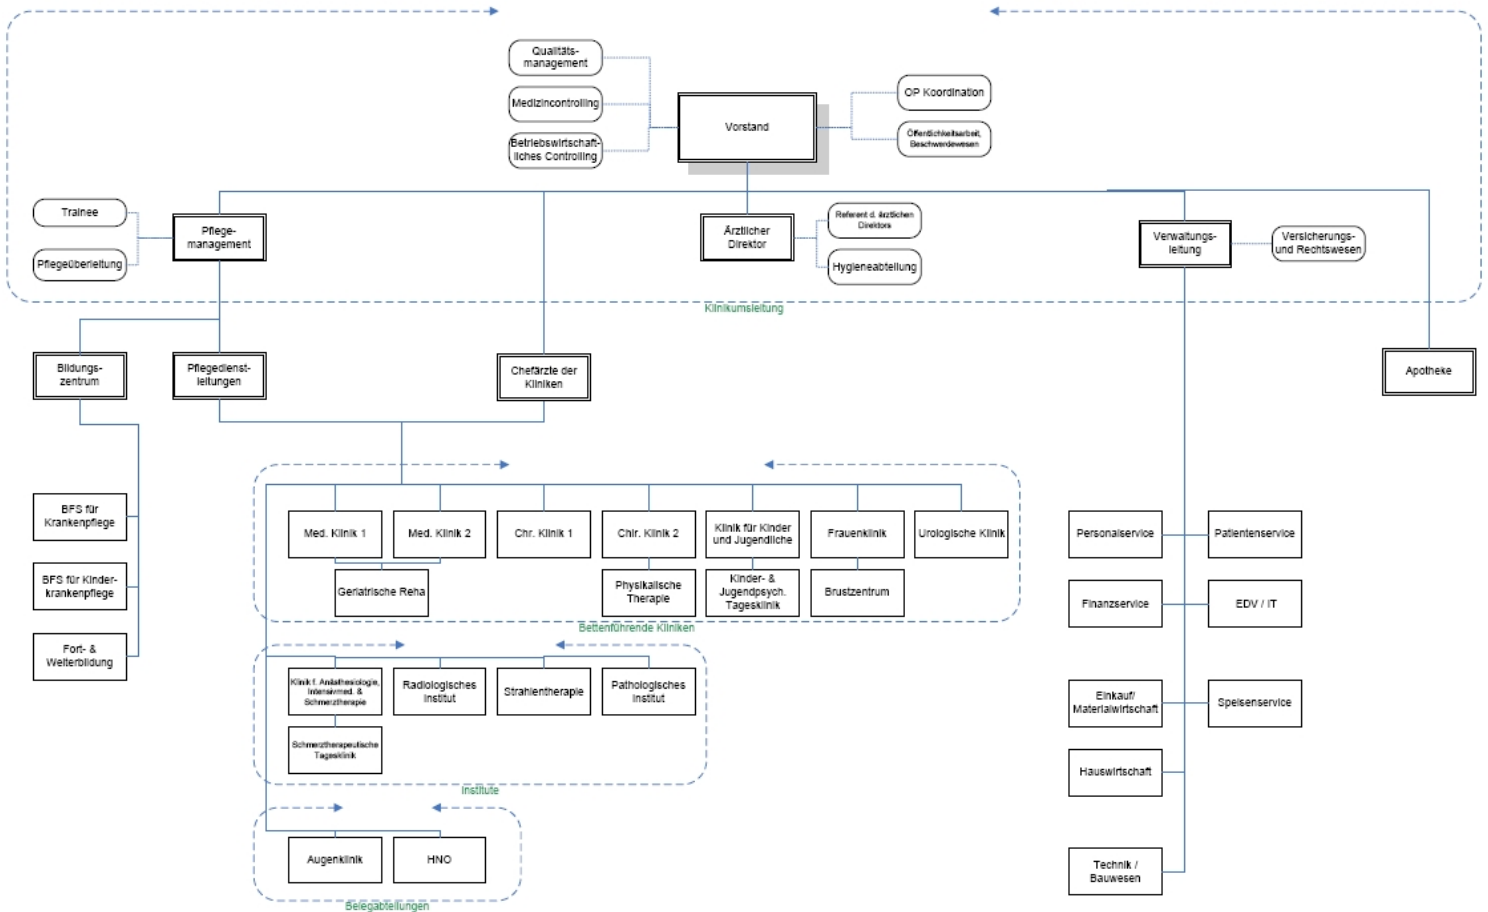 Qualitäts-
management
Medizincontrolling
Betriebswirtschaft-
liches Controlling
Vorstand
OP Koordination
Öffentlichkeitsarbeit,
Beschwerdewesen
Trainee
Pflegeüberleitung
Pflege-
management
Ärztlicher
Direktor
Referent d. ärztlichen
Direktors
Hygieneabteilung
Verwaltungs-
leitung
Versicherungs-
und Rechtswesen
Klinikumsleitung
Bildungs-
zentrum
Pflegedienst-
leitungen
Chefärzte der
Kliniken
Apotheke
BFS für
Krankenpflege
BFS für Kinder-
krankenpflege
Fort- &
Weiterbildung
Med. Klinik 1
Med. Klinik 2
Chr. Klinik 1
Chir. Klinik 2
Klinik für Kinder
und Jugendliche
Frauenklinik
Urologische Klinik
Geriatrische Reha
Physikalische
Therapie
Kinder- &
Jugendpsych.
Tagesklinik
Brustzentrum
Bettenführende Kliniken
Klinik f. Anästhesiologie,
Intensivmed. &
Schmerztherapie
Radiologisches
Institut
Strahlentherapie
Pathologisches
Institut
Schmerztherapeutische
Tagesklinik
Institute
Augenklinik
HNO
Belegabteilungen
Personalservice
Patientenservice
Finanzservice
EDV / IT
Einkauf/
Materialwirtschaft
Speisenservice
Hauswirtschaft
Technik /
Bauwesen